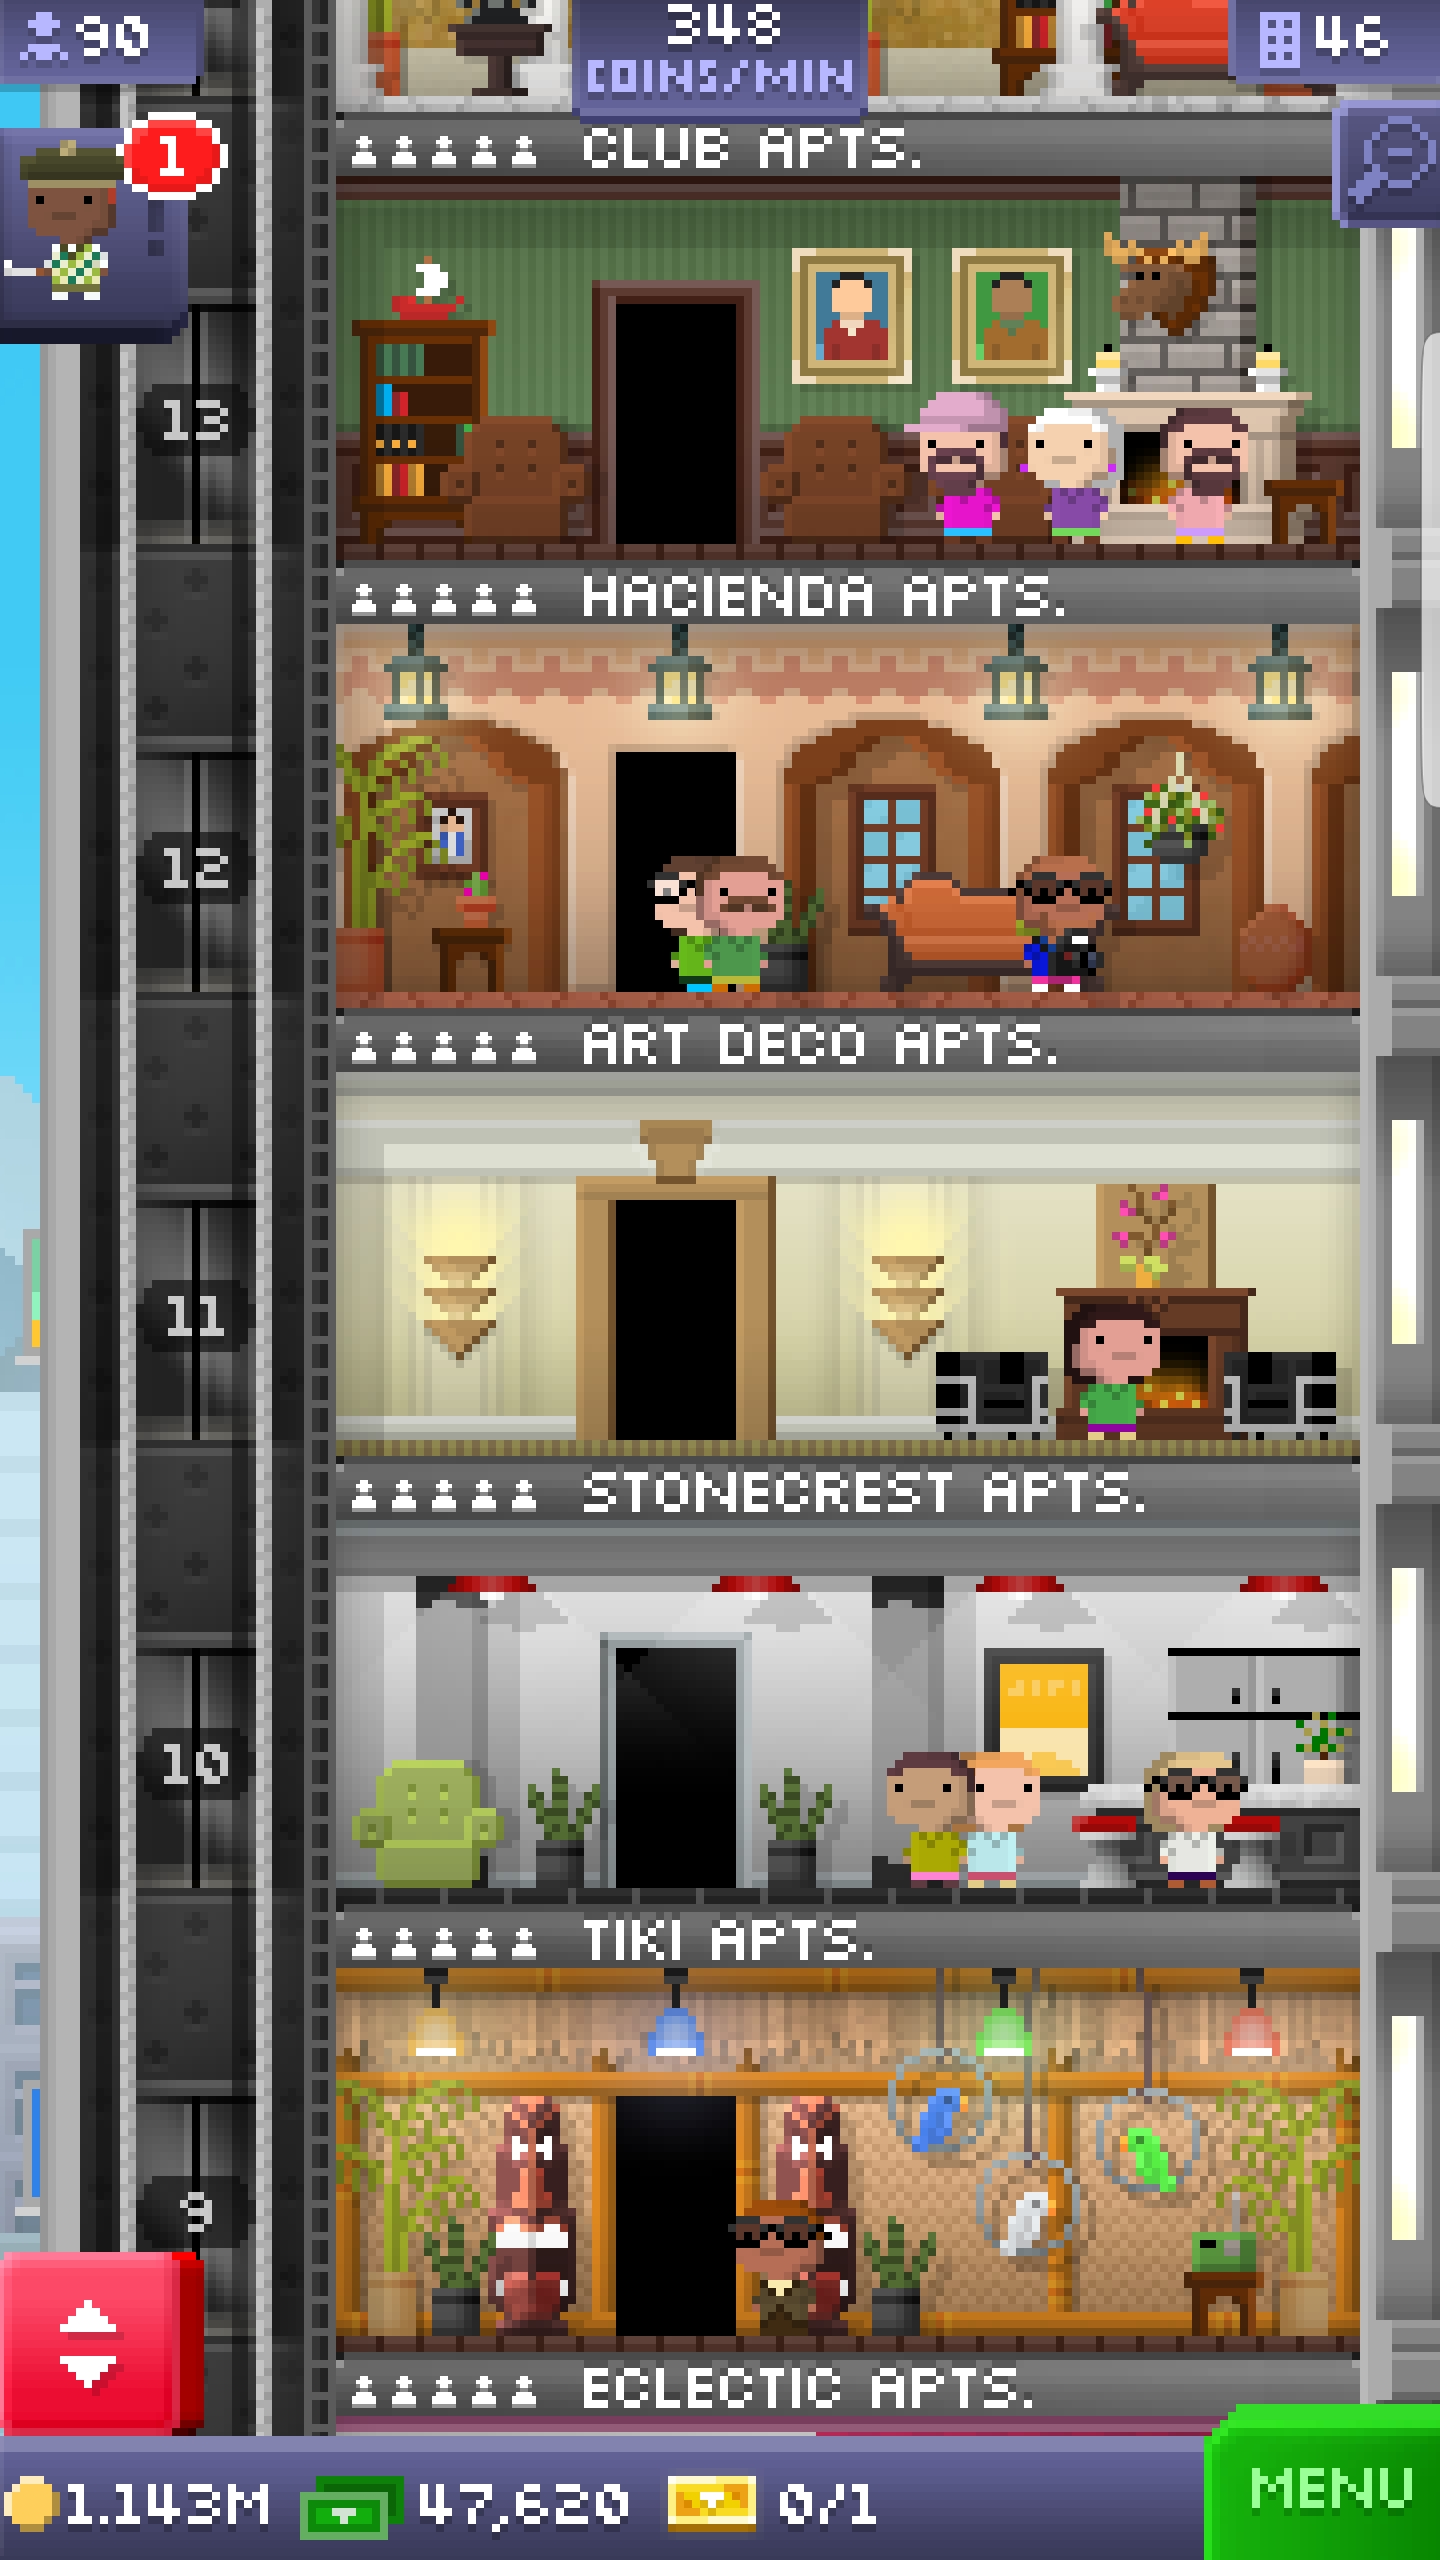 90
348
COINS/MIN
46
1
CLUB APTS.
13
HACIENDA APTS.
12
ART DECO APTS.
11
STONECREST APTS.
10
TIKI APTS.
9
ECLECTIC APTS.
1.143M 47,620 0/1
MENU